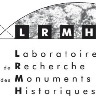 LRMH
Laboratoire
de Recherche
des Monuments
Historiques